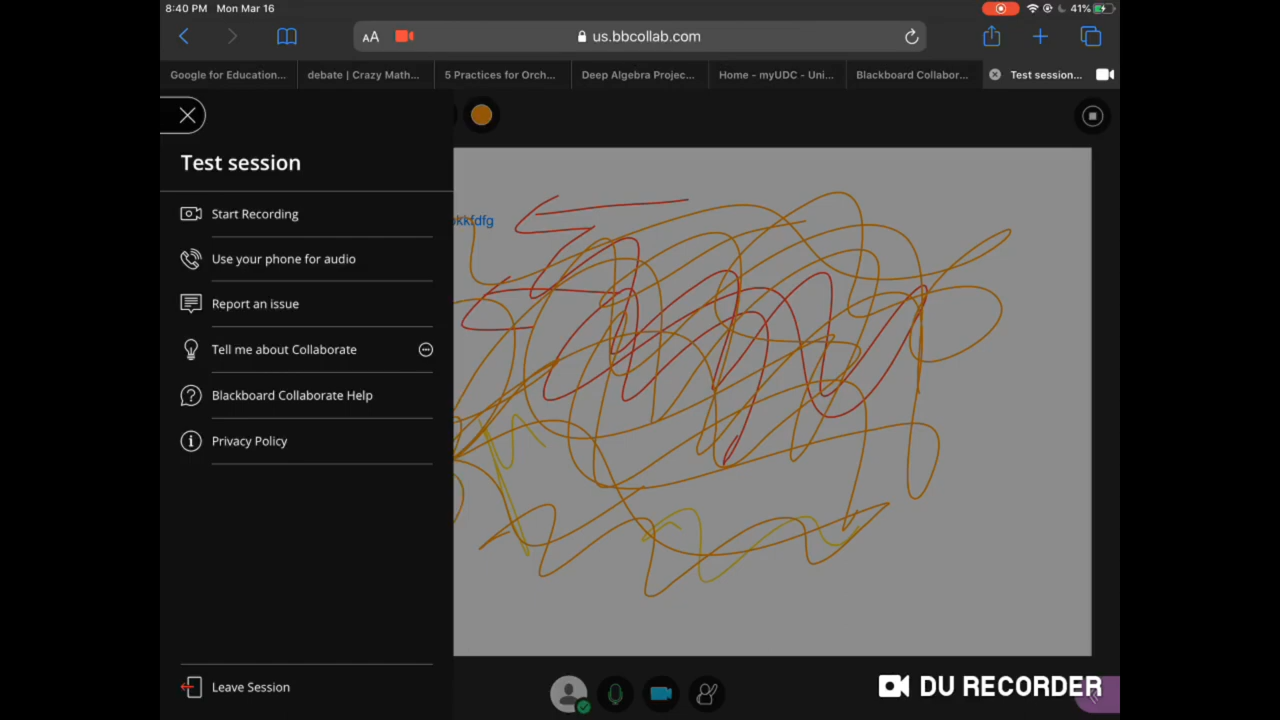 8:40 PM Mon Mar 16 41%
AA us.bbcollab.com
Google for Education... debate | Crazy Math... 5 Practices for Orch... Deep Algebra Projec... Home - myUDC - Uni... Blackboard Collabor... Test session...
Test session
Start Recording
kkfdfg
Use your phone for audio
Report an issue
Tell me about Collaborate
Blackboard Collaborate Help
Privacy Policy
Leave Session
DU RECORDER